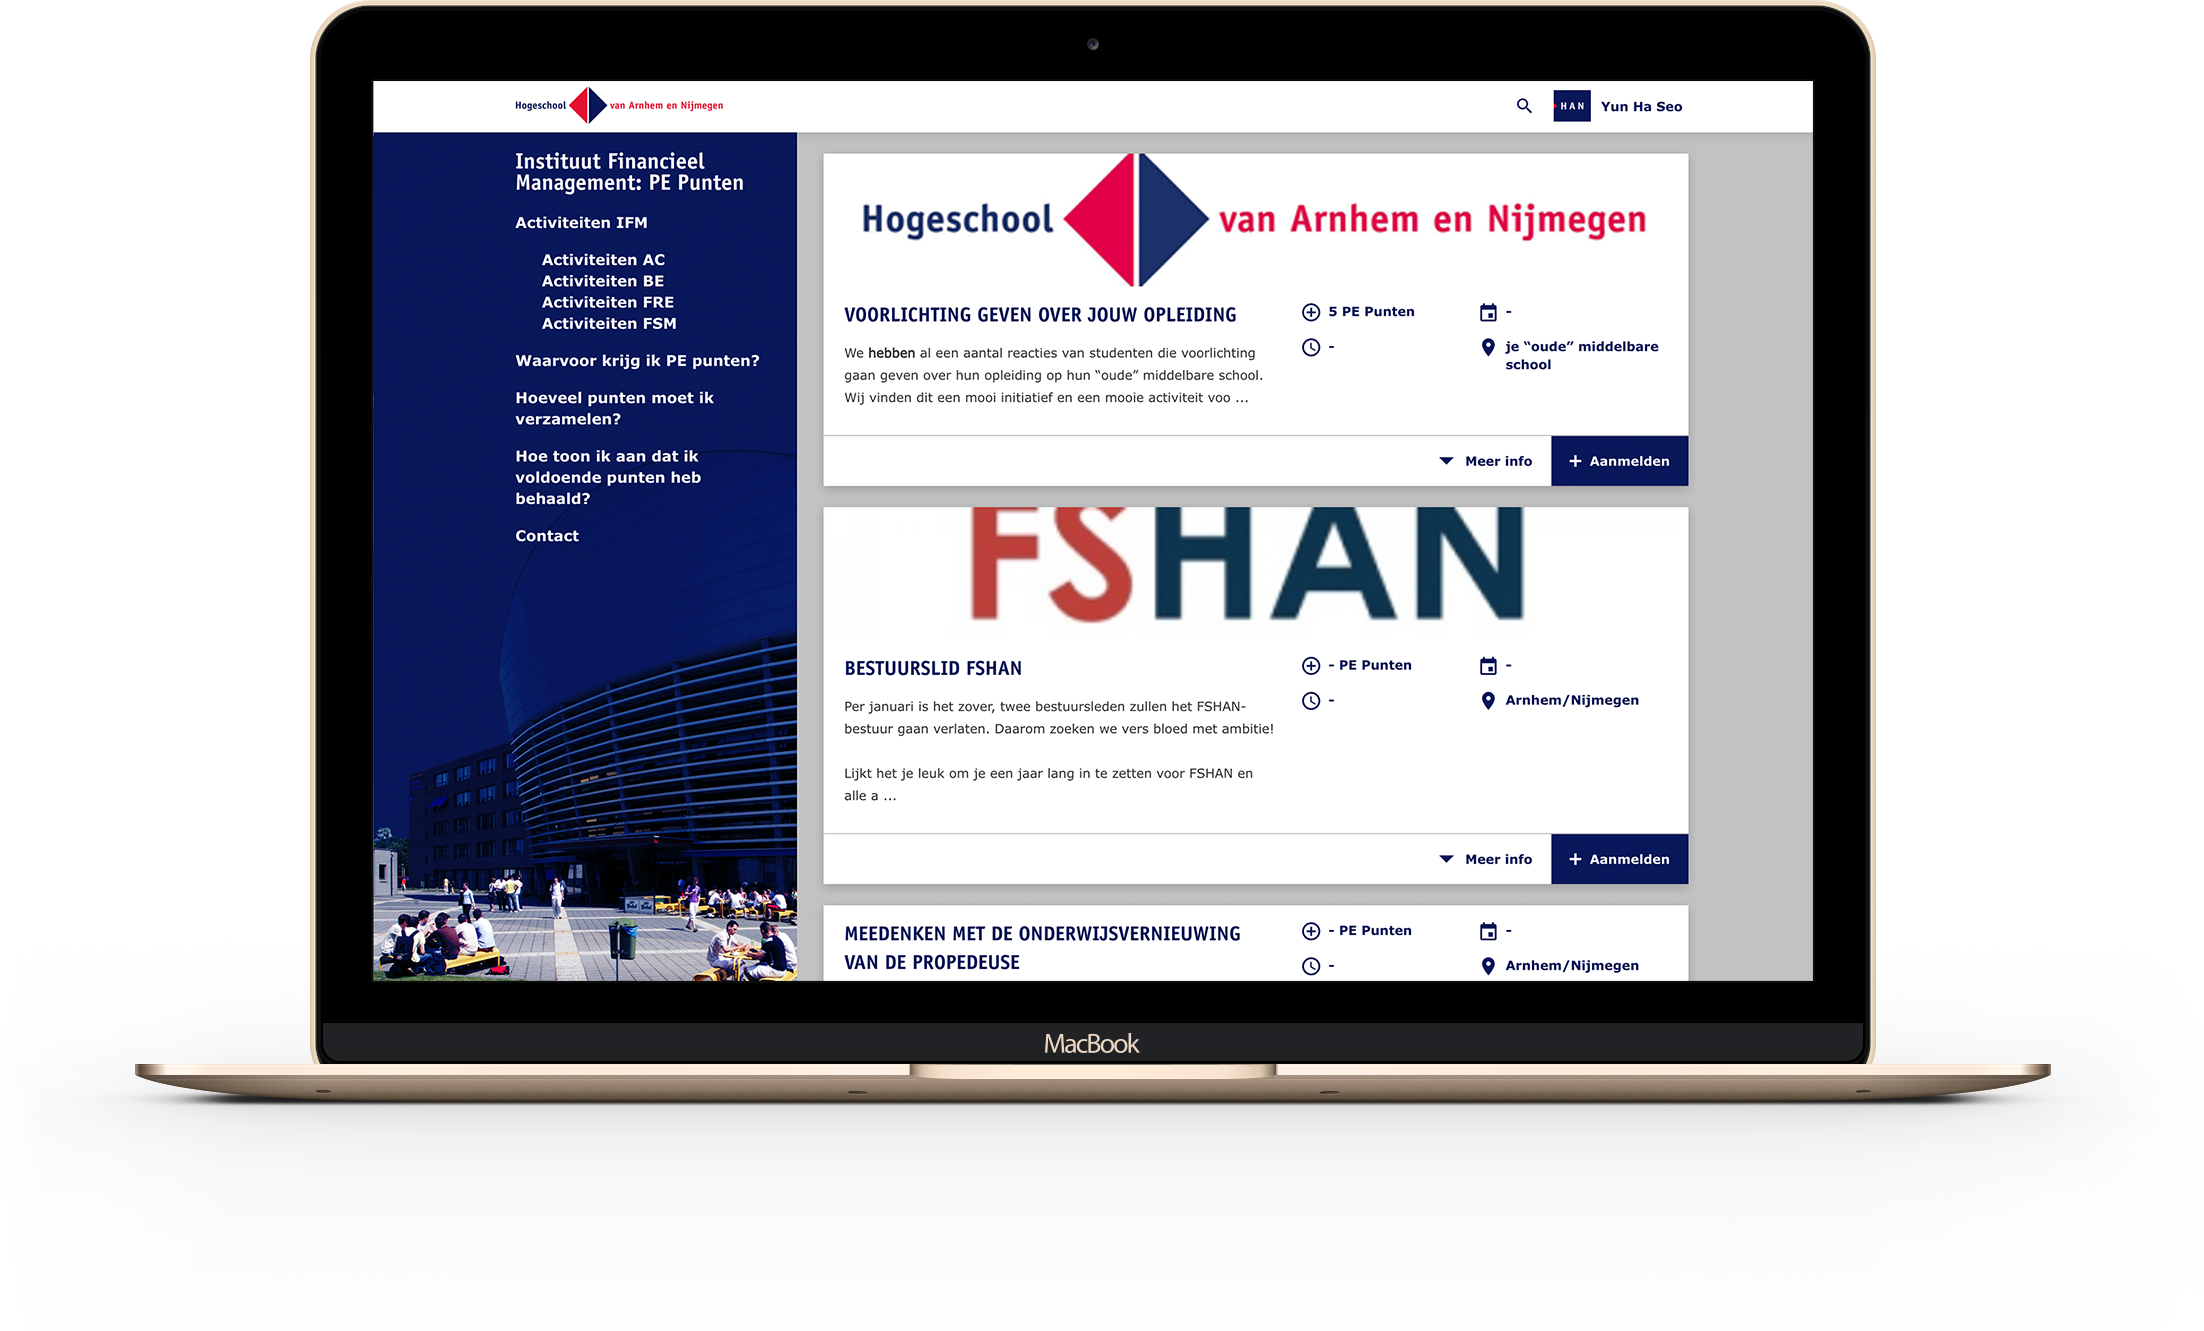 Hogeschool van Arnhem en Nijmegen
HAN Yun Ha Seo
Instituut Financieel
Management: PE Punten
Activiteiten IFM
Activiteiten AC
Activiteiten BE
Activiteiten FRE
Activiteiten FSM
Waarvoor krijg ik PE punten?
Hoeveel punten moet ik
verzamelen?
Hoe toon ik aan dat ik
voldoende punten heb
behaald?
Contact
Hogeschool van Arnhem en Nijmegen
VOORLICHTING GEVEN OVER JOUW OPLEIDING
We hebben al een aantal reacties van studenten die voorlichting
gaan geven over hun opleiding op hun “oude” middelbare school.
Wij vinden dit een mooi initiatief en een mooie activiteit voo ...
5 PE Punten
-
-
je “oude” middelbare
school
Meer info
+ Aanmelden
FSHAN
BESTUURSLID FSHAN
Per januari is het zover, twee bestuursleden zullen het FSHAN-
bestuur gaan verlaten. Daarom zoeken we vers bloed met ambitie!
Lijkt het je leuk om je een jaar lang in te zetten voor FSHAN en
alle a ...
- PE Punten
-
-
Arnhem/Nijmegen
Meer info
+ Aanmelden
MEEDENKEN MET DE ONDERWIJSVERNIEUWING
VAN DE PROPEDEUSE
- PE Punten
-
-
Arnhem/Nijmegen
MacBook